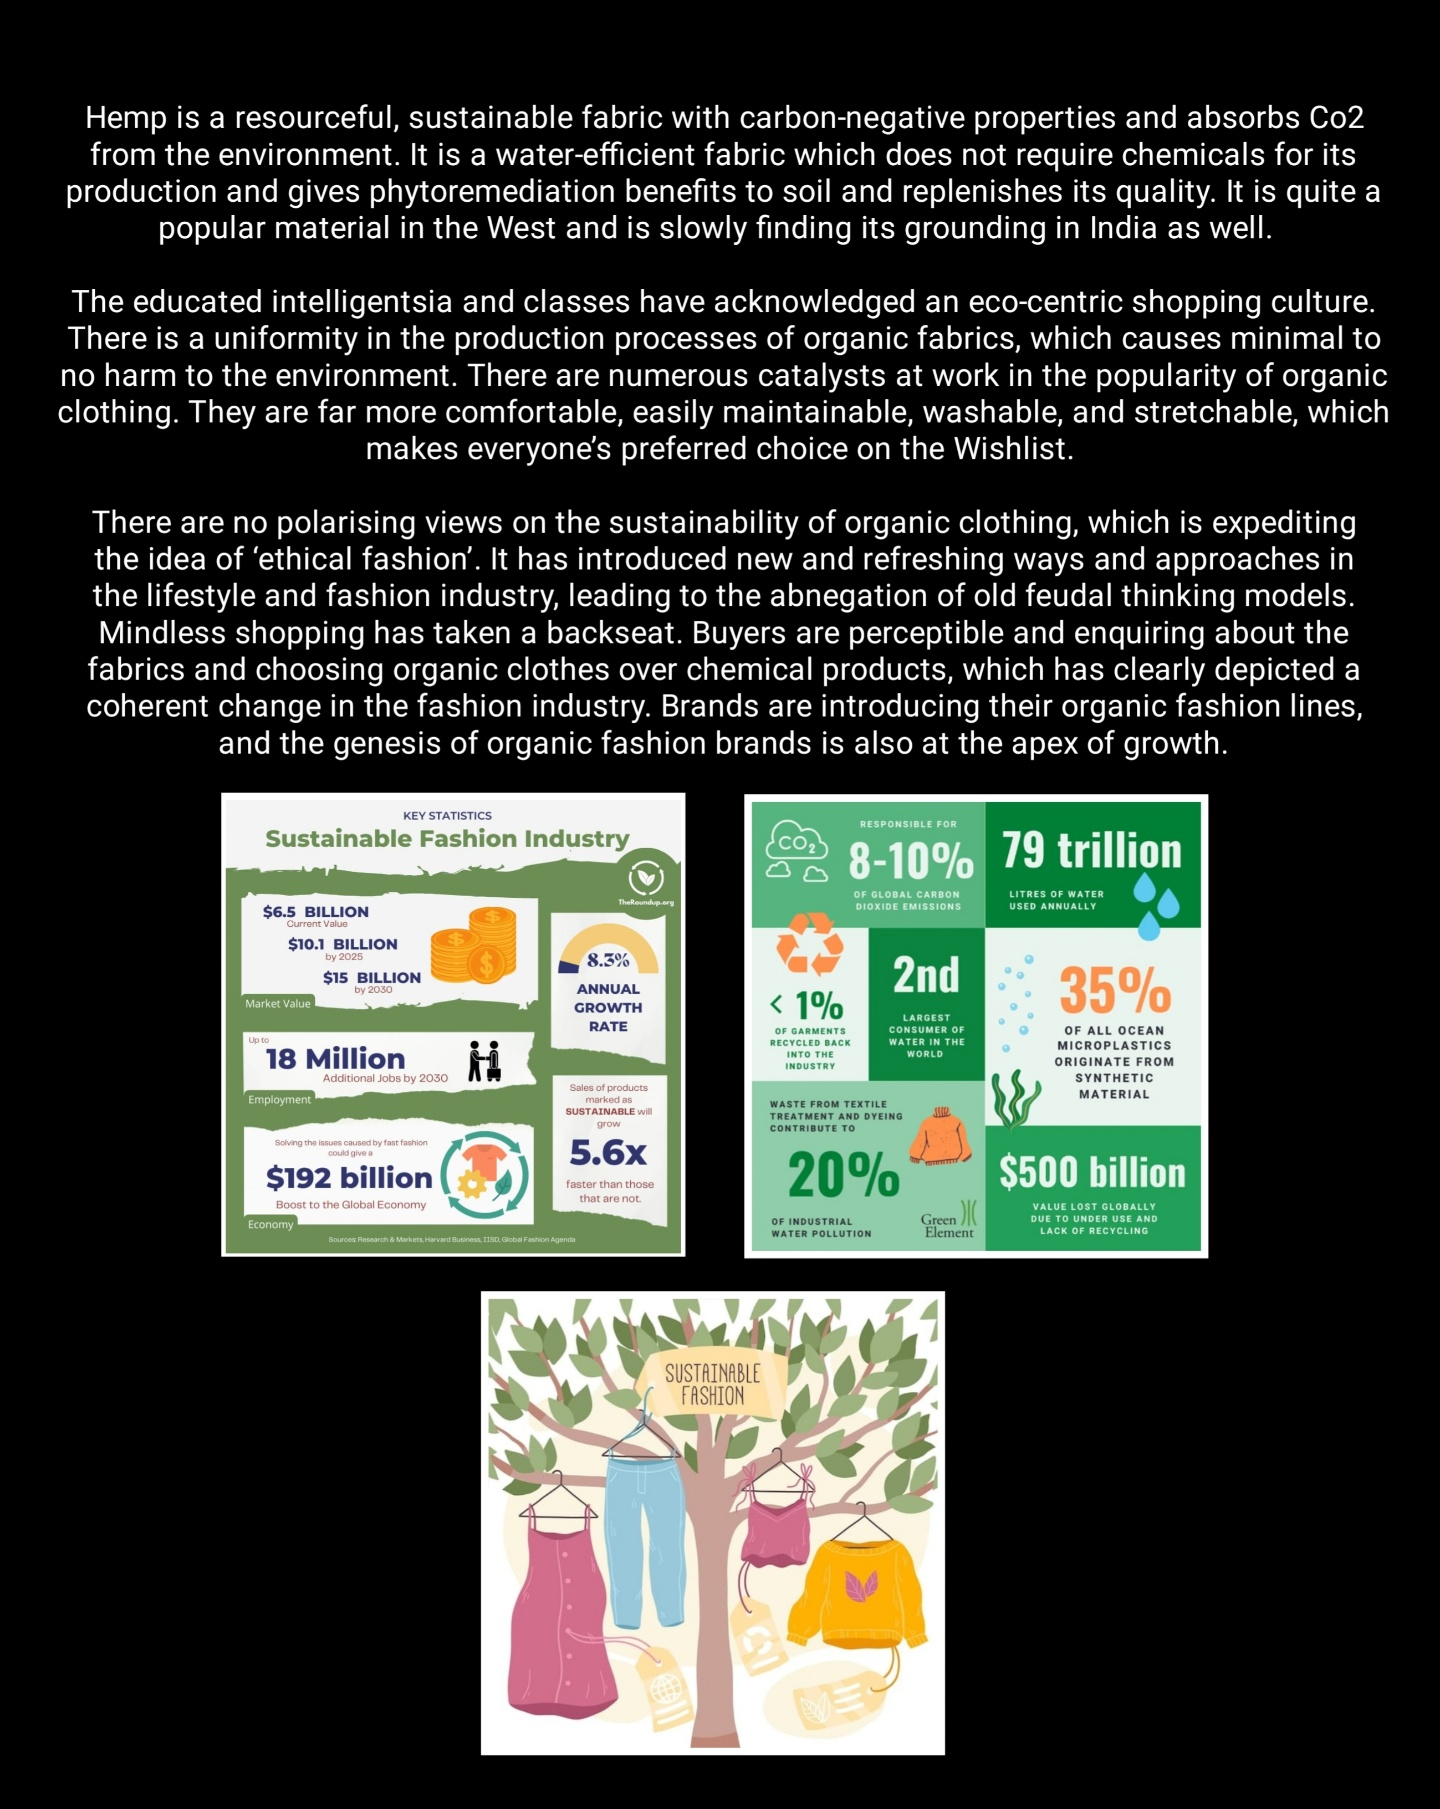 Hemp is a resourceful, sustainable fabric with carbon-negative properties and absorbs Co2
from the environment. It is a water-efficient fabric which does not require chemicals for its
production and gives phytoremediation benefits to soil and replenishes its quality. It is quite a
popular material in the West and is slowly finding its grounding in India as well.
The educated intelligentsia and classes have acknowledged an eco-centric shopping culture.
There is a uniformity in the production processes of organic fabrics, which causes minimal to
no harm to the environment. There are numerous catalysts at work in the popularity of organic
clothing. They are far more comfortable, easily maintainable, washable, and stretchable, which
makes everyone’s preferred choice on the Wishlist.
There are no polarising views on the sustainability of organic clothing, which is expediting
the idea of ‘ethical fashion’. It has introduced new and refreshing ways and approaches in
the lifestyle and fashion industry, leading to the abnegation of old feudal thinking models.
Mindless shopping has taken a backseat. Buyers are perceptible and enquiring about the
fabrics and choosing organic clothes over chemical products, which has clearly depicted a
coherent change in the fashion industry. Brands are introducing their organic fashion lines,
and the genesis of organic fashion brands is also at the apex of growth.
KEY STATISTICS
Sustainable Fashion Industry
TheRoundup.org
$6.5 BILLION
Current Value
$10.1 BILLION
by 2025
$15 BILLION
by 2030
Market Value
8.3%
ANNUAL
GROWTH
RATE
Up to
18 Million
Additional Jobs by 2030
Employment
Sales of products
marked as
SUSTAINABLE will
grow
5.6x
faster than those
that are not.
Solving the issues caused by fast fashion
could give a
$192 billion
Boost to the Global Economy
Economy
Sources: Research & Markets, Harvard Business, IISD, Global Fashion Agenda
CO2
RESPONSIBLE FOR
8-10%
OF GLOBAL CARBON
DIOXIDE EMISSIONS
79 trillion
LITRES OF WATER
USED ANNUALLY
< 1%
OF GARMENTS
RECYCLED BACK
INTO THE
INDUSTRY
2nd
LARGEST
CONSUMER OF
WATER IN THE
WORLD
35%
OF ALL OCEAN
MICROPLASTICS
ORIGINATE FROM
SYNTHETIC
MATERIAL
WASTE FROM TEXTILE
TREATMENT AND DYEING
CONTRIBUTE TO
20%
OF INDUSTRIAL
WATER POLLUTION
Green
Element
$500 billion
VALUE LOST GLOBALLY
DUE TO UNDER USE AND
LACK OF RECYCLING
SUSTAINABLE
FASHION